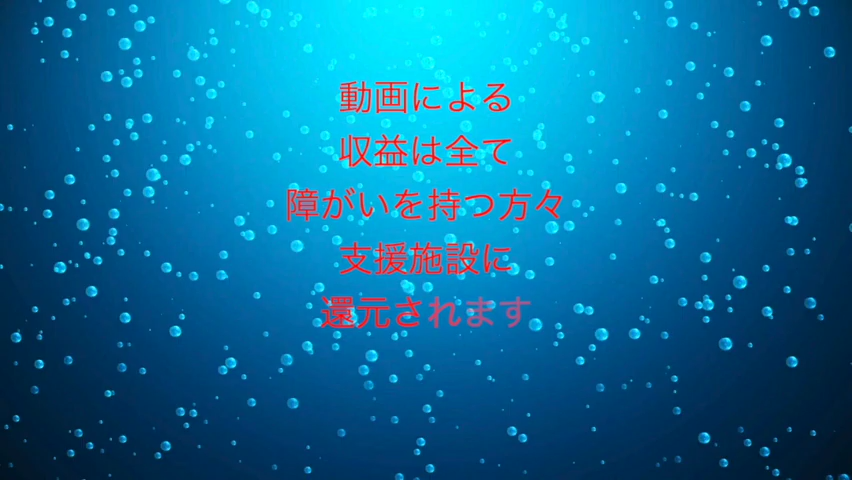 動画による
収益は全て
障がいを持つ方々
支援施設に
還元されます